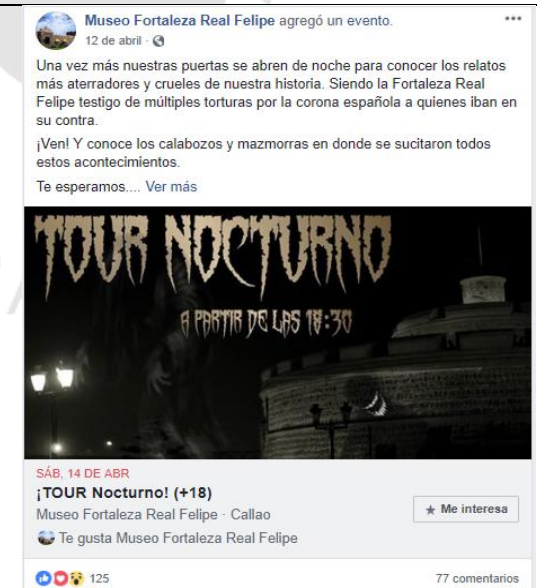 Museo Fortaleza Real Felipe agregó un evento.
12 de abril ·
Una vez más nuestras puertas se abren de noche para conocer los relatos
más aterradores y crueles de nuestra historia. Siendo la Fortaleza Real
Felipe testigo de múltiples torturas por la corona española a quienes iban en
su contra.
¡Ven! Y conoce los calabozos y mazmorras en donde se sucitaron todos
estos acontecimientos.
Te esperamos.... Ver más
TOUR NOCTURNO
A PARTIR DE LAS 18:30
SÁB, 14 DE ABR
¡TOUR Nocturno! (+18)
Museo Fortaleza Real Felipe · Callao
Me interesa
Te gusta Museo Fortaleza Real Felipe
125
77 comentarios